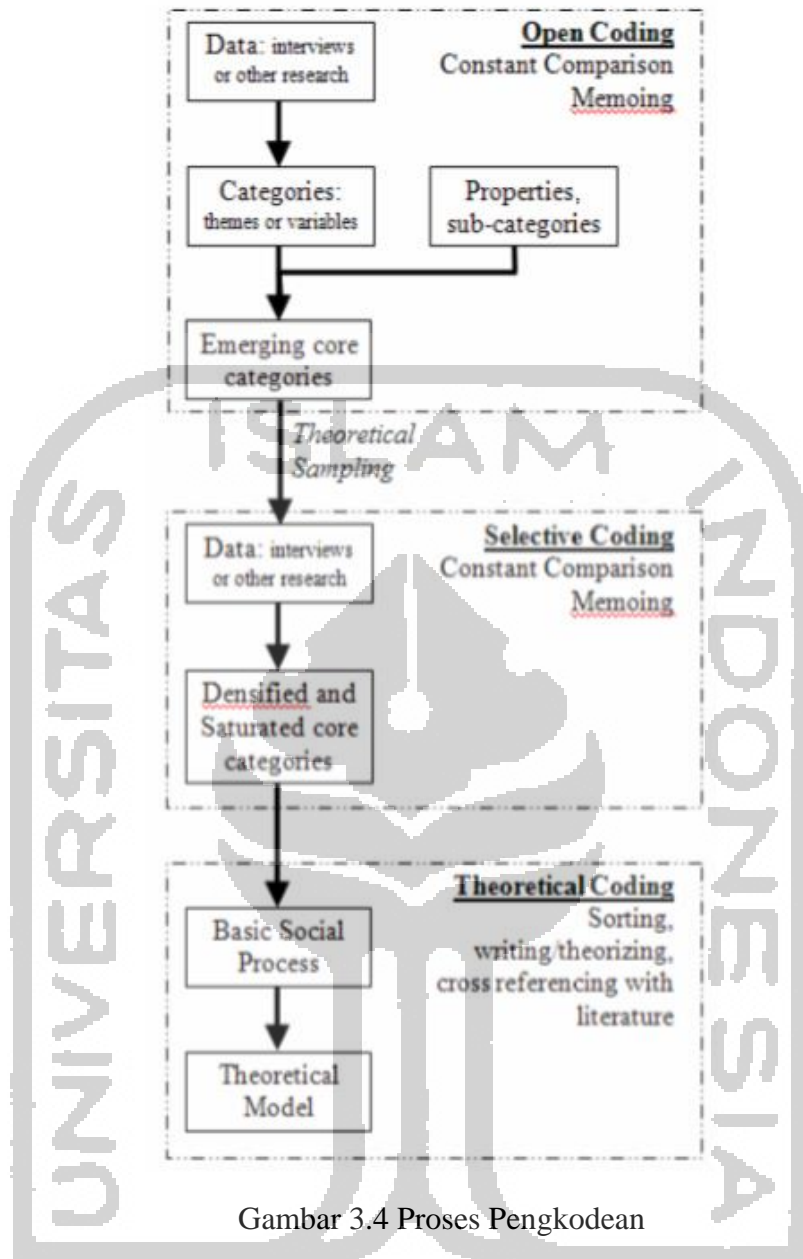 Data: interviews
or other research
Open Coding
Constant Comparison
Memoing
Categories:
themes or variables
Properties,
sub-categories
Emerging core
categories
Theoretical
Sampling
Data: interviews
or other research
Selective Coding
Constant Comparison
Memoing
Densified and
Saturated core
categories
Theoretical Coding
Sorting,
writing/theorizing,
cross referencing with
literature
Basic Social
Process
Theoretical
Model
UNIVERSITAS
ISLAM
INDONESIA
Gambar 3.4 Proses Pengkodean